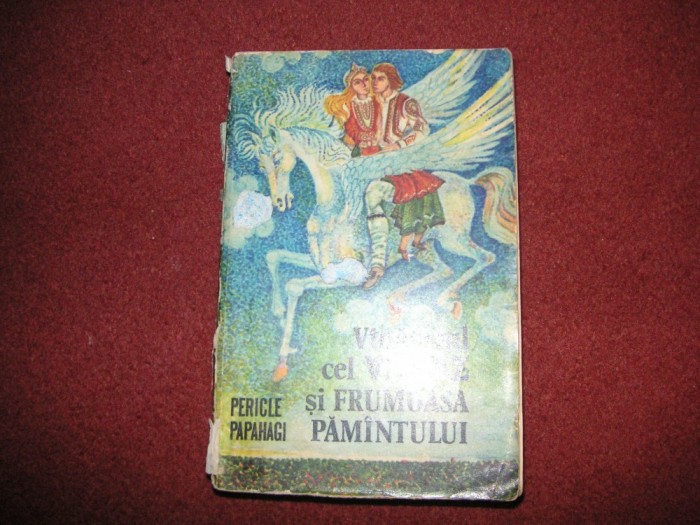 cel
și FRUMOASA
PĂMÎNTULUI
PERICLE
PAPAHAGI